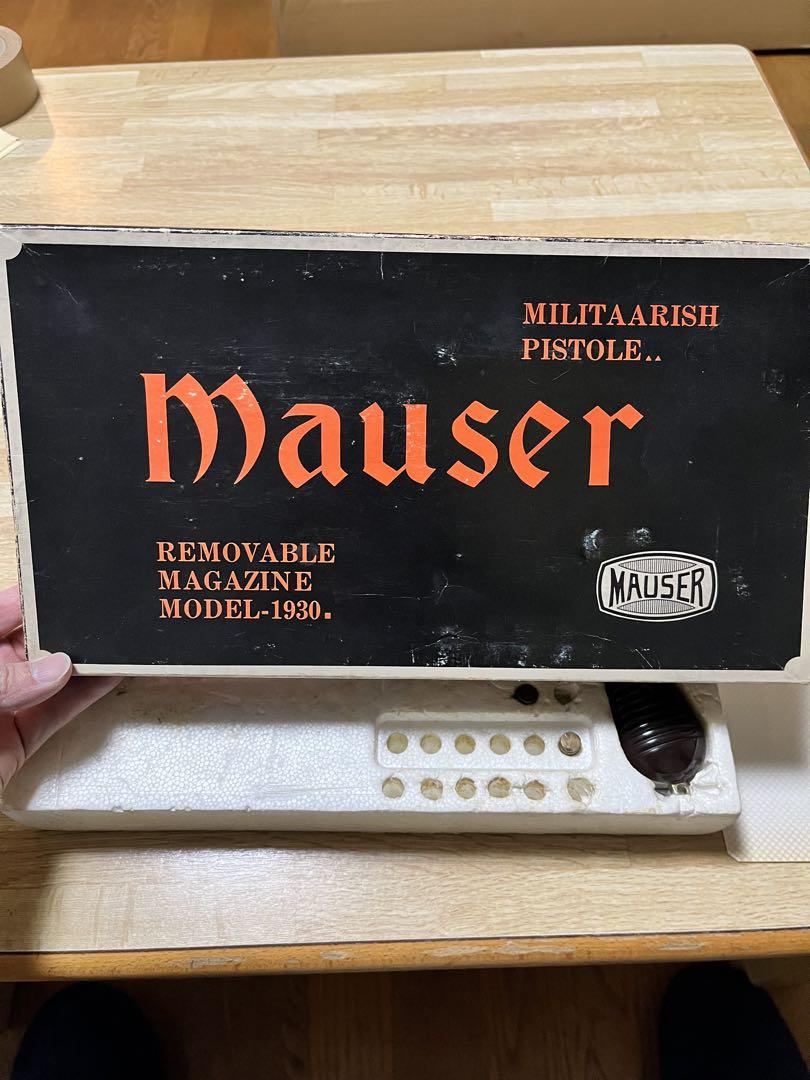 MILITAARISH
PISTOLE..
Mauser
REMOVABLE
MAGAZINE
MODEL-1930.
MAUSER